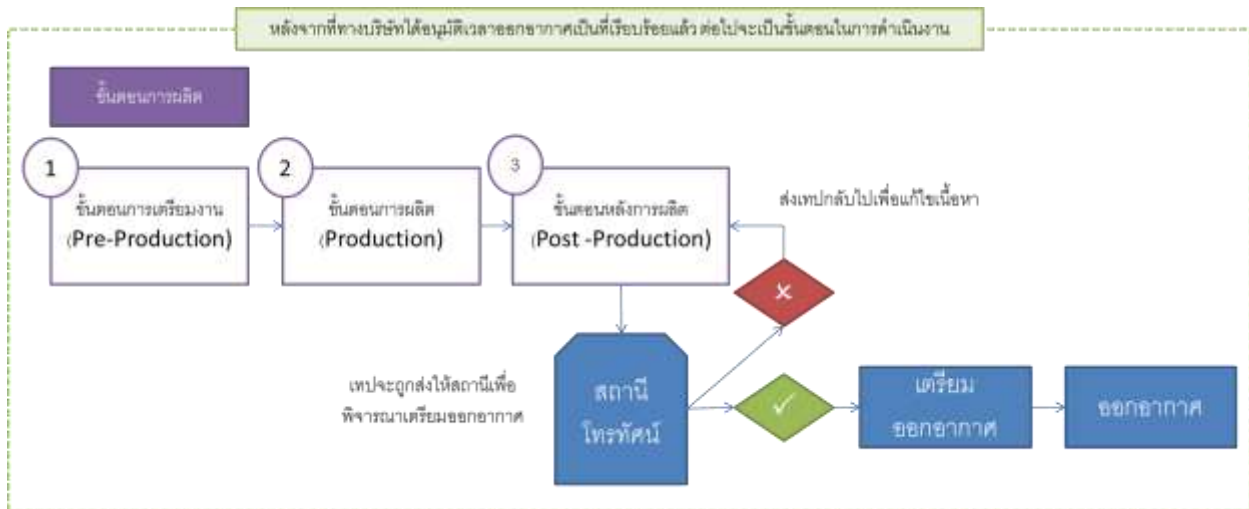 หลังจากที่ทางบริษัทได้อนุมัติเวลาออกอากาศเป็นที่เรียบร้อยแล้ว ต่อไปจะเป็นขั้นตอนในการดำเนินงาน
ขั้นตอนการผลิต
1
2
3
ขั้นตอนการเตรียมงาน
(Pre-Production)
ขั้นตอนการผลิต
(Production)
ขั้นตอนหลังการผลิต
(Post -Production)
ส่งเทปกลับไปเพื่อแก้ไขเนื้อหา
เทปจะถูกส่งให้สถานีเพื่อ
พิจารณาเตรียมออกอากาศ
สถานี
โทรทัศน์
เตรียม
ออกอากาศ
ออกอากาศ